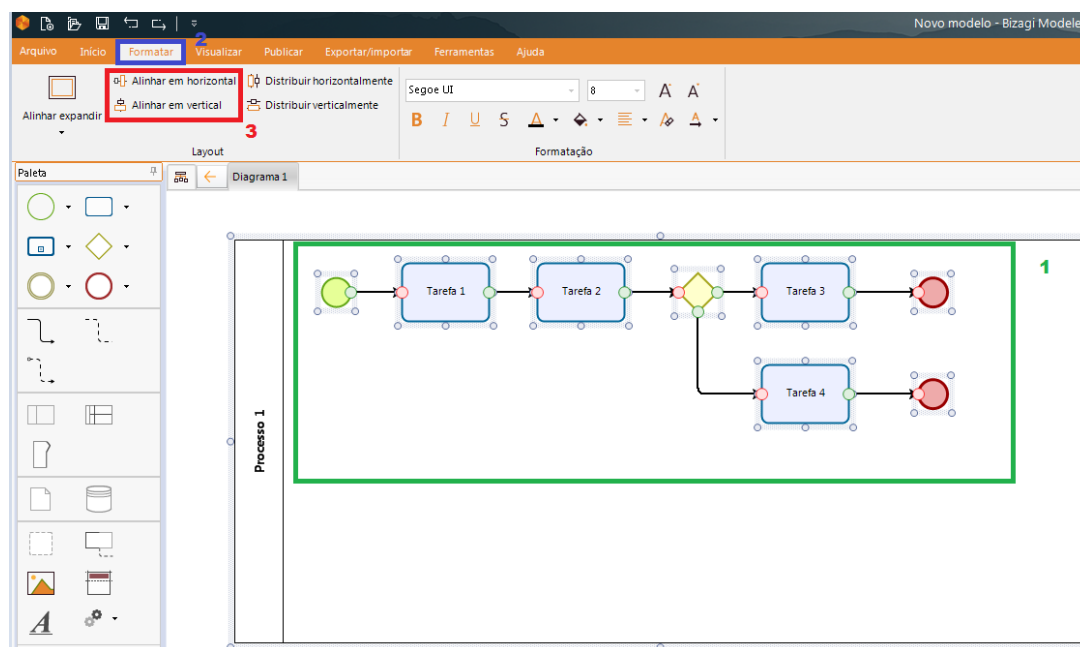 Novo modelo - Bizagi Modele
Arquivo Início Formatar Visualizar Publicar Exportar/importar Ferramentas Ajuda
2
Alinhar expandir
Alinhar em horizontal
Alinhar em vertical
Distribuir horizontalmente
Distribuir verticalmente
3
Layout
Segoe UI
8
A A
B I U S A A
Formatação
Paleta
Diagrama 1
1
Processo 1
Tarefa 1
Tarefa 2
Tarefa 3
Tarefa 4
A